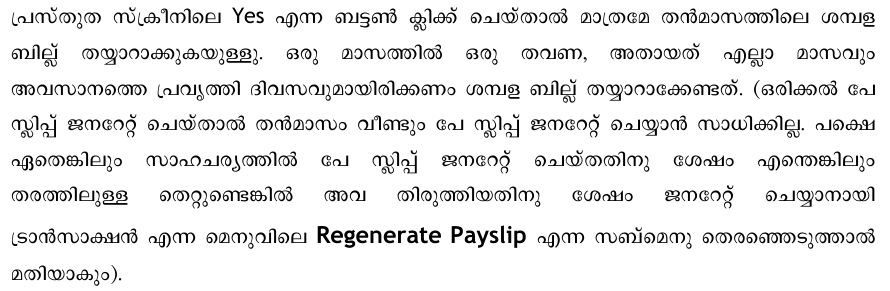 പ്രസ്തുത സ്ക്രീനിലെ Yes എന്ന ബട്ടൺ ക്ലിക്ക് ചെയ്താൽ മാത്രമേ തൻമാസത്തിലെ ശമ്പള
ബില്ല് തയ്യാറാക്കുകയുള്ളു. ഒരു മാസത്തിൽ ഒരു തവണ, അതായത് എല്ലാ മാസവും
അവസാനത്തെ പ്രവൃത്തി ദിവസവുമായിരിക്കണം ശമ്പള ബില്ല് തയ്യാറാക്കേണ്ടത്. (ഒരിക്കൽ പേ
സ്ലിപ്പ് ജനറേറ്റ് ചെയ്താൽ തൻമാസം വീണ്ടും പേ സ്ലിപ്പ് ജനറേറ്റ് ചെയ്യാൻ സാധിക്കില്ല. പക്ഷെ
ഏതെങ്കിലും സാഹചര്യത്തിൽ പേ സ്ലിപ്പ് ജനറേറ്റ് ചെയ്തതിനു ശേഷം എന്തെങ്കിലും
തരത്തിലുള്ള തെറ്റുണ്ടെങ്കിൽ അവ തിരുത്തിയതിനു ശേഷം ജനറേറ്റ് ചെയ്യാനായി
ട്രാൻസാക്ഷൻ എന്ന മെനുവിലെ Regenerate Payslip എന്ന സബ്മെനു തെരഞ്ഞെടുത്താൽ
മതിയാകും).